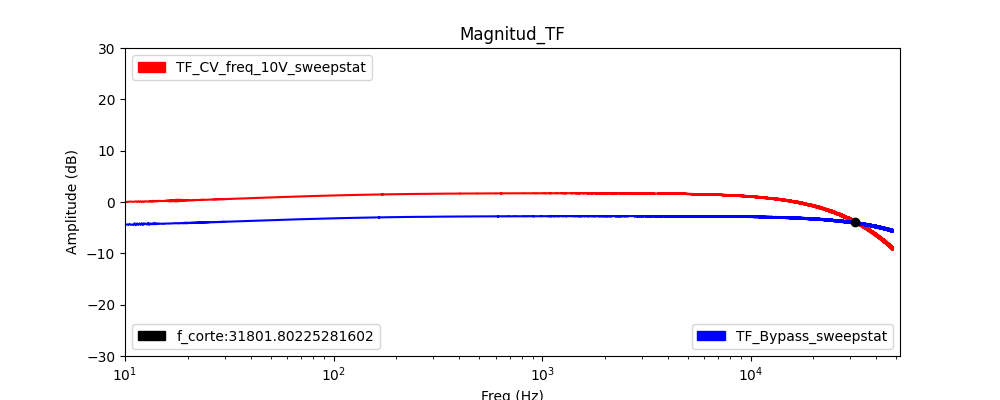 Magnitud_TF
30
20
10
0
−10
−20
−30
Amplitude (dB)
TF_CV_freq_10V_sweepstat
f_corte:31801.80225281602
TF_Bypass_sweepstat
10¹
10²
10³
10⁴
Freq (Hz)